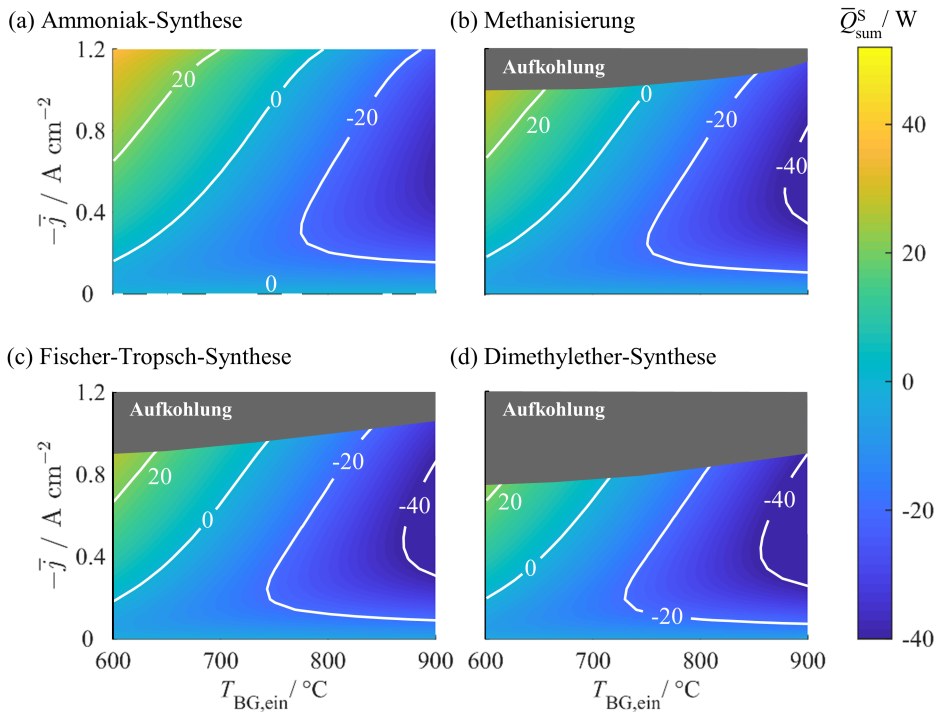 (a) Ammoniak-Synthese
(b) Methanisierung
Q̅ˢsum / W
1.2
0.8
0.4
0
−j̅ / A cm⁻²
20
0
-20
0
Aufkohlung
20
0
-20
-40
40
20
0
-20
-40
(c) Fischer-Tropsch-Synthese
(d) Dimethylether-Synthese
1.2
0.8
0.4
0
−j̅ / A cm⁻²
Aufkohlung
20
0
-20
-40
Aufkohlung
20
0
-20
-40
600 700 800 900
600 700 800 900
T_BG,ein / °C
T_BG,ein / °C